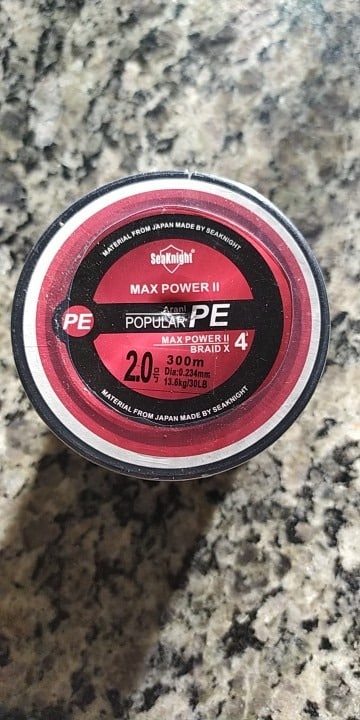 MATERIAL FROM JAPAN MADE BY SEAKNIGHT
SeaKnight®
MAX POWER II
PE
POPULAR PE
MAX POWER II
BRAID X 4
2.0
300m
Dia:0.234mm
13.6kg/30LB
MATERIAL FROM JAPAN MADE BY SEAKNIGHT